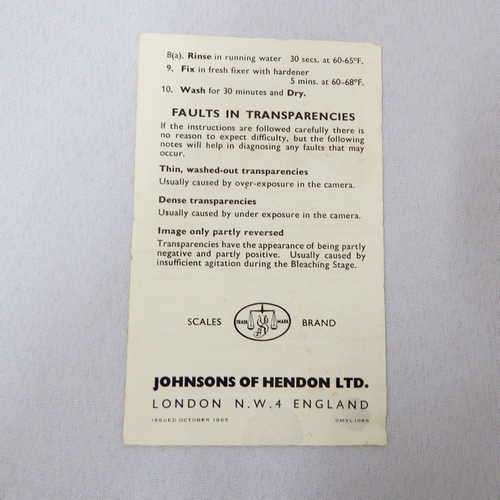 8(a). Rinse in running water 30 secs. at 60-65°F.
9. Fix in fresh fixer with hardener
5 mins. at 60–68°F.
10. Wash for 30 minutes and Dry.
FAULTS IN TRANSPARENCIES
If the instructions are followed carefully there is
no reason to expect difficulty, but the following
notes will help in diagnosing any faults that may
occur.
Thin, washed-out transparencies
Usually caused by over-exposure in the camera.
Dense transparencies
Usually caused by under exposure in the camera.
Image only partly reversed
Transparencies have the appearance of being partly
negative and partly positive. Usually caused by
insufficient agitation during the Bleaching Stage.
SCALES TRADE MARK BRAND
JOHNSONS OF HENDON LTD.
LONDON N.W.4 ENGLAND
ISSUED OCTOBER